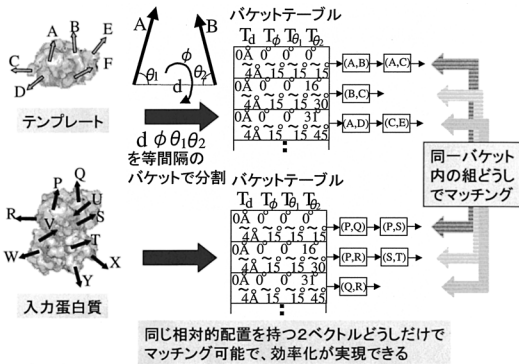 バケットテーブル
A
B
C
D
E
F
テンプレート
A
B
θ1
φ
θ2
d
d φ θ1θ2
を等間隔の
バケットで分割
Td Tφ Tθ1 Tθ2
0Å 0° 0° 0°
~ ~ ~ ~
4Å 15 15 15
(A,B) (A,C)
0Å 0° 0° 16°
~ ~ ~ ~
4Å 15 15 30
(B,C)
0Å 0° 0° 31°
~ ~ ~ ~
4Å 15 15 45
(A,D) (C,E)
同一バケット
内の組どうし
でマッチング
P
Q
U
S
R
V
T
W
X
Y
入力蛋白質
バケットテーブル
Td Tφ Tθ1 Tθ2
0Å 0° 0° 0°
~ ~ ~ ~
4Å 15 15 15
(P,Q) (P,S)
0Å 0° 0° 16°
~ ~ ~ ~
4Å 15 15 30
(P,R) (S,T)
0Å 0° 0° 31°
~ ~ ~ ~
4Å 15 15 45
(Q,R)
同じ相対的配置を持つ2ベクトルどうしだけで
マッチング可能で、効率化が実現できる